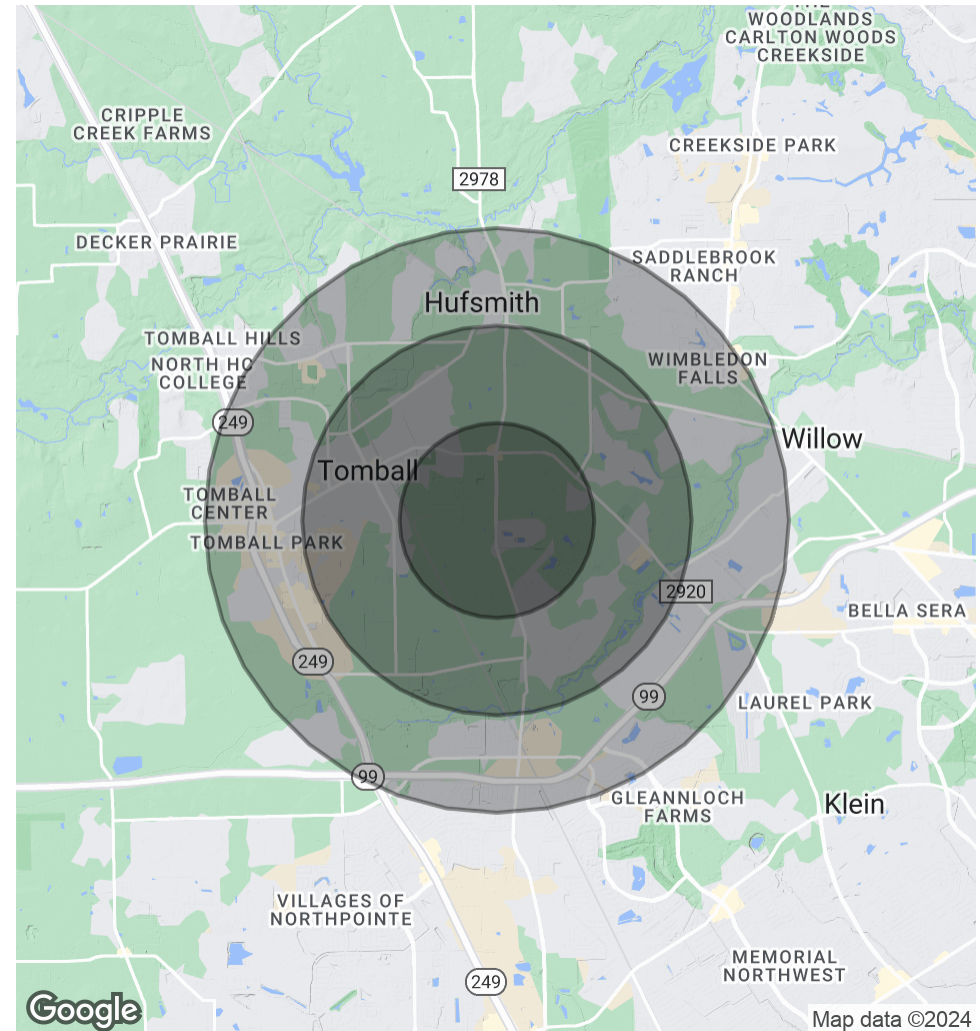 WOODLANDS
CARLTON WOODS
CREEKSIDE
CRIPPLE
CREEK FARMS
CREEKSIDE PARK
2978
DECKER PRAIRIE
SADDLEBROOK
RANCH
Hufsmith
TOMBALL HILLS
NORTH HO
COLLEGE
WIMBLEDON
FALLS
249
Willow
Tomball
TOMBALL
CENTER
TOMBALL PARK
2920
BELLA SERA
249
99
LAUREL PARK
99
GLEANNLOCH
FARMS
Klein
VILLAGES OF
NORTHPOINTE
MEMORIAL
NORTHWEST
249
Google
Map data ©2024